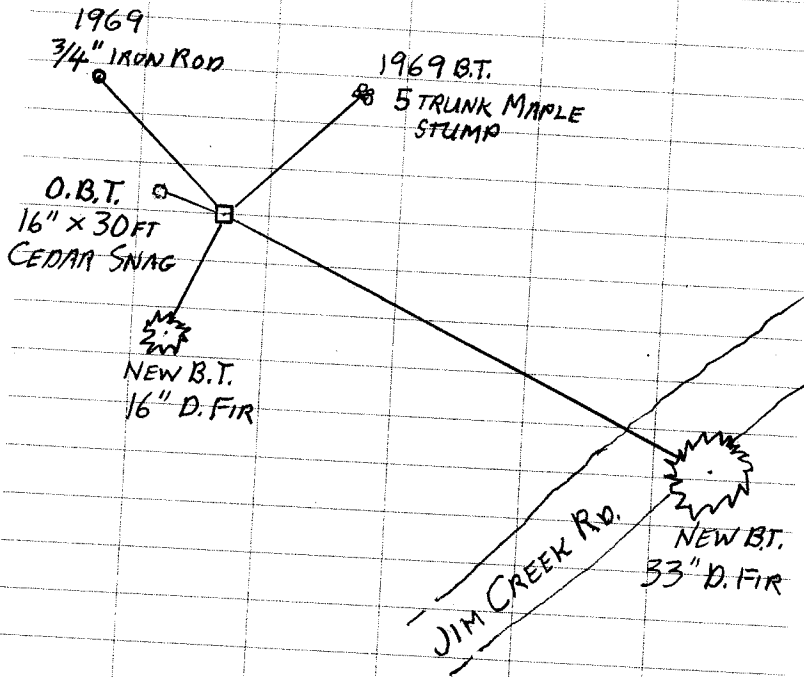 1969
3/4" IRON ROD
1969 B.T.
5 TRUNK MAPLE
STUMP
O.B.T.
16" x 30 FT
CEDAR SNAG
NEW B.T.
16" D. FIR
JIM CREEK RD.
NEW B.T.
33" D. FIR